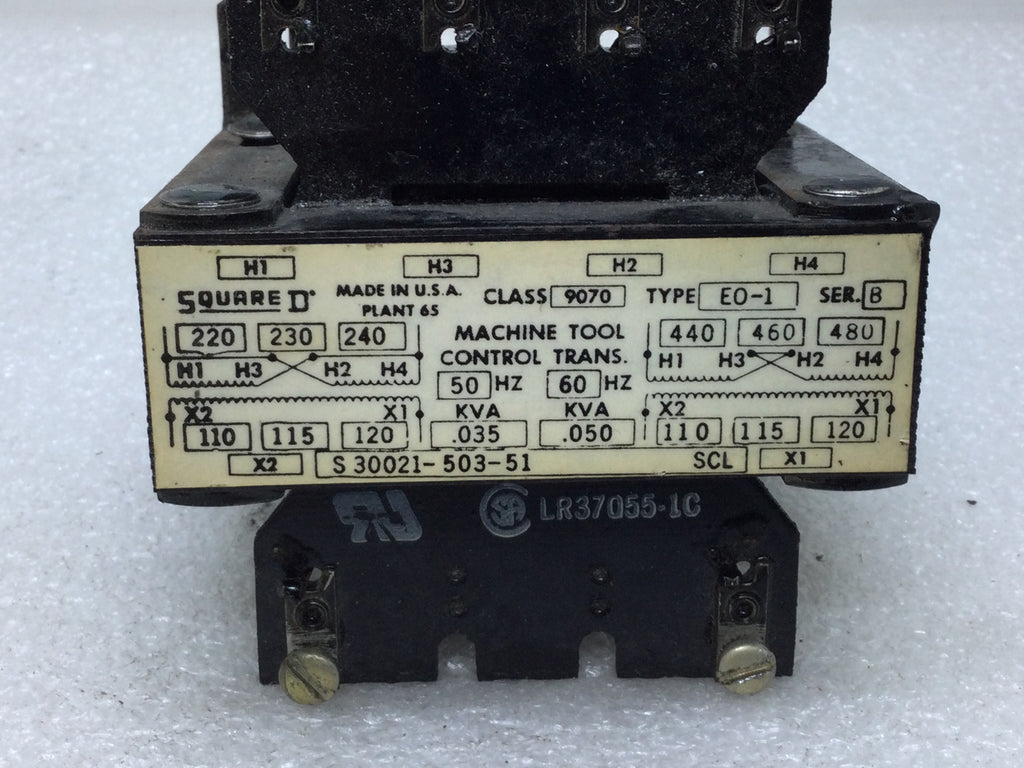 H1 H3 H2 H4
SQUARE D MADE IN U.S.A. CLASS 9070 TYPE EO-1 SER. B
PLANT 65
220 230 240 MACHINE TOOL 440 460 480
CONTROL TRANS.
H1 H3 H2 H4 H1 H3 H2 H4
50 HZ 60 HZ
X2 X1 KVA KVA X2 X1
110 115 120 .035 .050 110 115 120
X2 S 30021-503-51 SCL X1
RU SA LR37055-1C